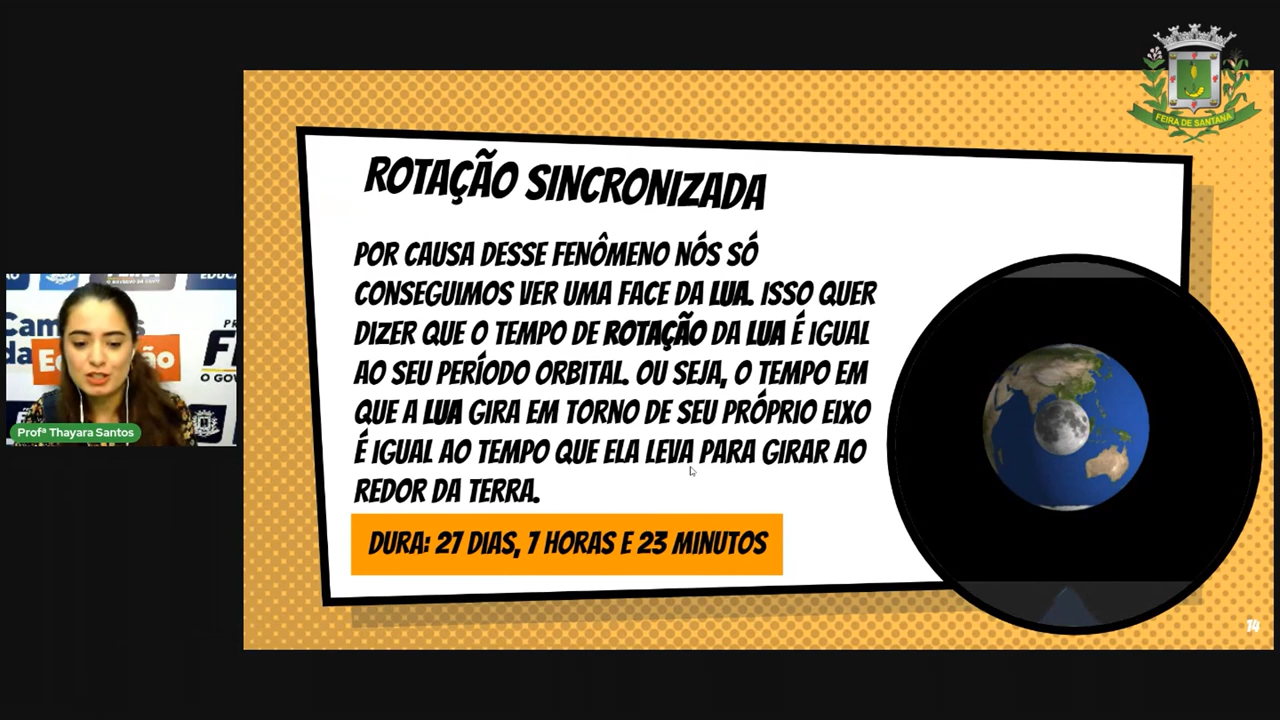 FEIRA DE SANTANA
ROTAÇÃO SINCRONIZADA
POR CAUSA DESSE FENÔMENO NÓS SÓ
CONSEGUIMOS VER UMA FACE DA LUA. ISSO QUER
DIZER QUE O TEMPO DE ROTAÇÃO DA LUA É IGUAL
AO SEU PERÍODO ORBITAL. OU SEJA, O TEMPO EM
QUE A LUA GIRA EM TORNO DE SEU PRÓPRIO EIXO
É IGUAL AO TEMPO QUE ELA LEVA PARA GIRAR AO
REDOR DA TERRA.
DURA: 27 DIAS, 7 HORAS E 23 MINUTOS
Profª Thayara Santos
14